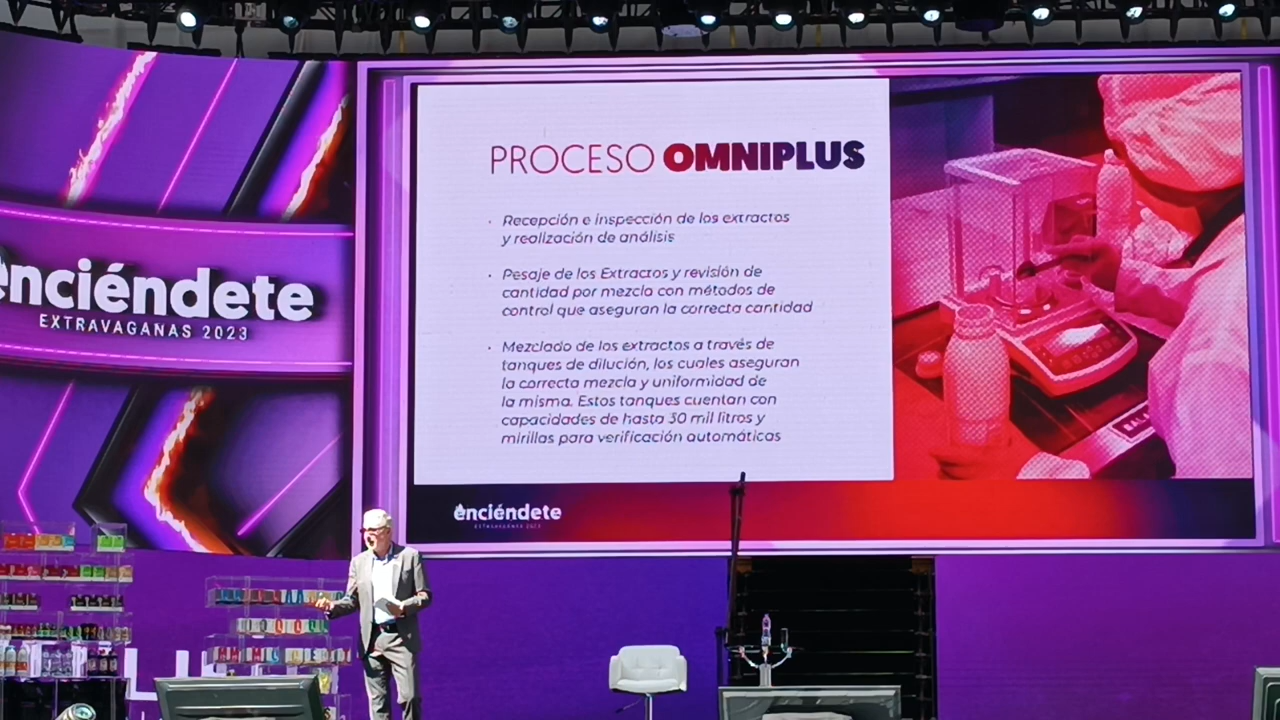 PROCESO OMNIPLUS
· Recepción e inspección de los extractos
y realización de análisis
· Pesaje de los Extractos y revisión de
cantidad por mezcla con métodos de
control que aseguran la correcta cantidad
· Mezclado de los extractos a través de
tanques de dilución, los cuales aseguran
la correcta mezcla y uniformidad de
la misma. Estos tanques cuentan con
capacidades de hasta 30 mil litros y
mirillas para verificación automáticas
enciéndete
EXTRAVAGANAS 2023
enciéndete
EXTRAVAGANAS 2023